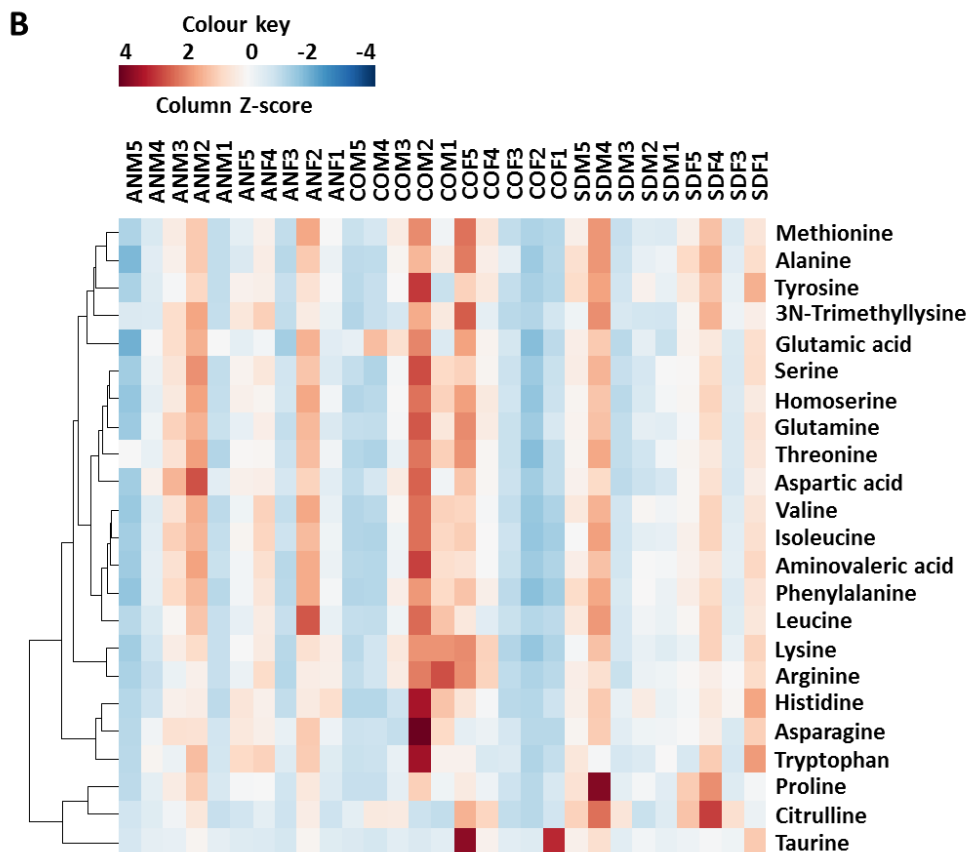 B
Colour key
4 2 0 -2 -4
Column Z-score
ANM5 ANM4 ANM3 ANM2 ANM1 ANF5 ANF4 ANF3 ANF2 ANF1 COM5 COM4 COM3 COM2 COM1 COF5 COF4 COF3 COF2 COF1 SDM5 SDM4 SDM3 SDM2 SDM1 SDF5 SDF4 SDF3 SDF1
Methionine
Alanine
Tyrosine
3N-Trimethyllysine
Glutamic acid
Serine
Homoserine
Glutamine
Threonine
Aspartic acid
Valine
Isoleucine
Aminovaleric acid
Phenylalanine
Leucine
Lysine
Arginine
Histidine
Asparagine
Tryptophan
Proline
Citrulline
Taurine